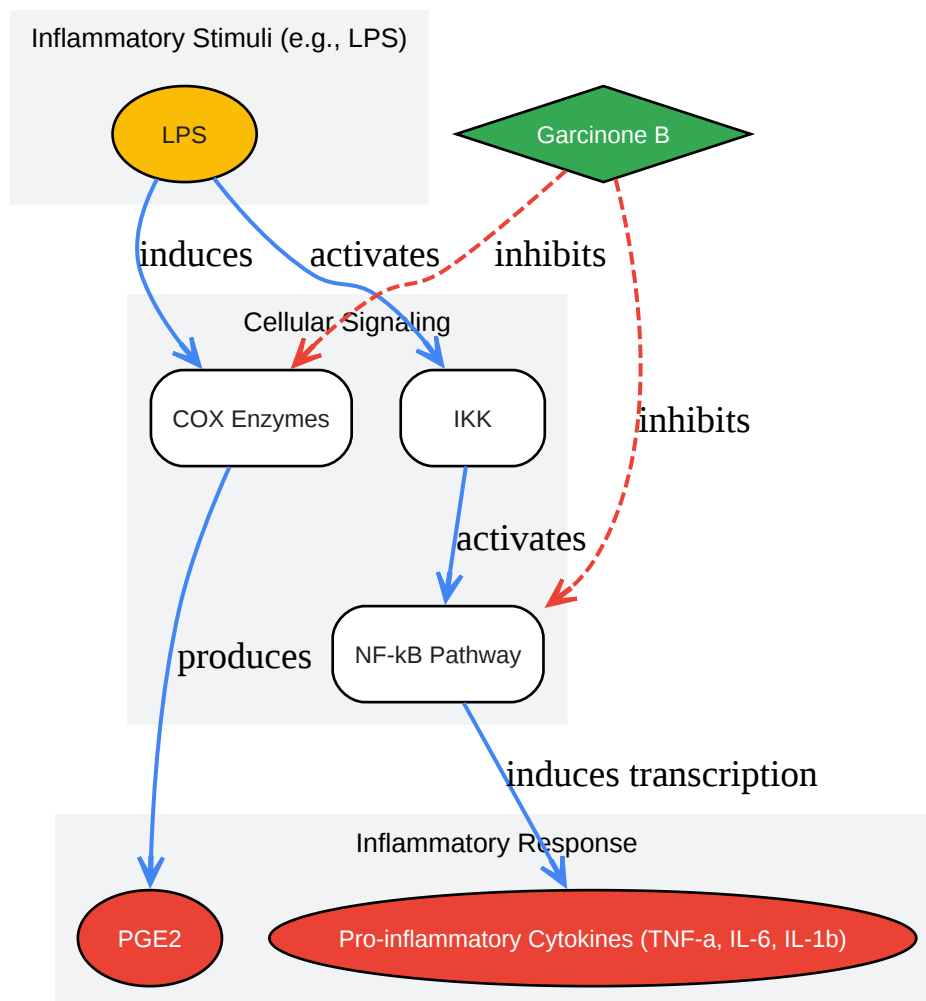 Inflammatory Stimuli (e.g., LPS)
LPS
Garcinone B
induces
activates
inhibits
Cellular Signaling
COX Enzymes
IKK
inhibits
activates
NF-kB Pathway
produces
induces transcription
Inflammatory Response
PGE2
Pro-inflammatory Cytokines (TNF-a, IL-6, IL-1b)